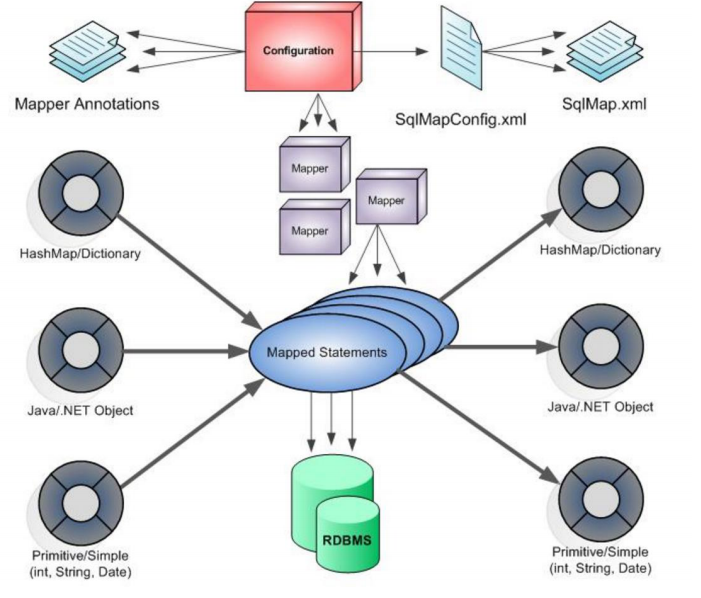 Configuration
Mapper Annotations
SqlMapConfig.xml
SqlMap.xml
Mapper
Mapper
Mapper
HashMap/Dictionary
HashMap/Dictionary
Mapped Statements
Java/.NET Object
Java/.NET Object
RDBMS
Primitive/Simple
(int, String, Date)
Primitive/Simple
(int, String, Date)